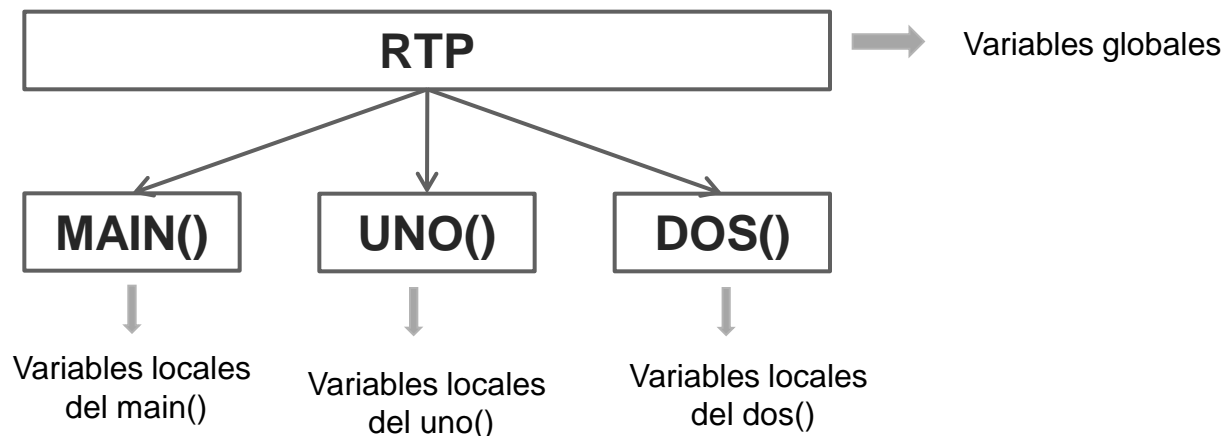 RTP
Variables globales
MAIN()
UNO()
DOS()
Variables locales
del main()
Variables locales
del uno()
Variables locales
del dos()